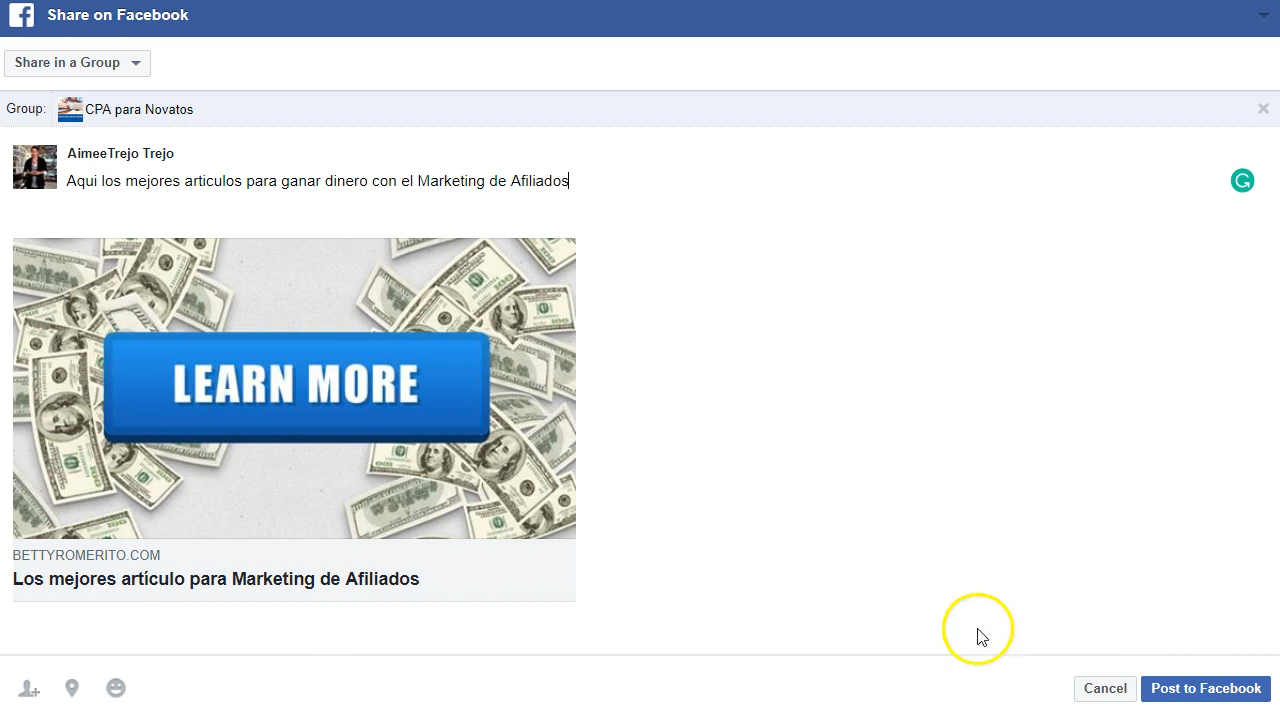 Share on Facebook
Share in a Group
Group: CPA para Novatos
AimeeTrejo Trejo
Aqui los mejores articulos para ganar dinero con el Marketing de Afiliados
LEARN MORE
BETTYROMERITO.COM
Los mejores artículo para Marketing de Afiliados
Cancel Post to Facebook